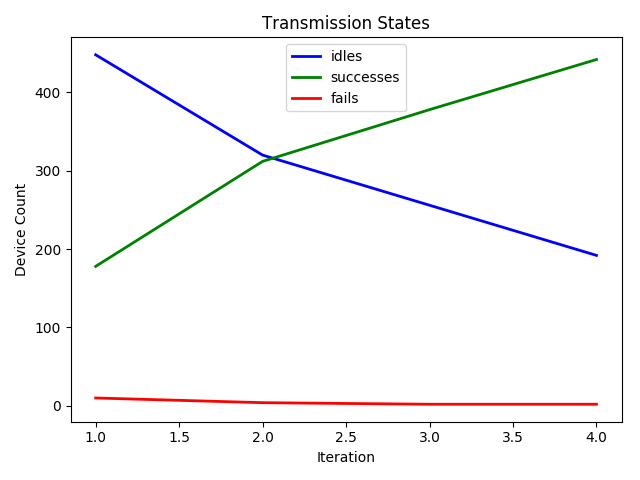 Transmission States
idles
successes
fails
Device Count
400
300
200
100
0
1.0 1.5 2.0 2.5 3.0 3.5 4.0
Iteration